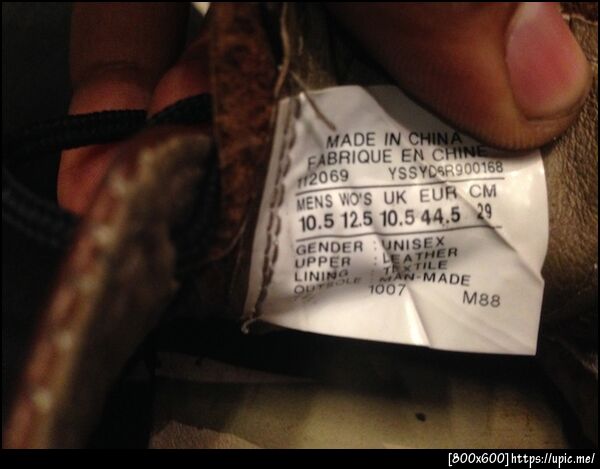 MADE IN CHINA
FABRIQUE EN CHINE
112069 YSSYD6R900168
MENS WO'S UK EUR CM
10.5 12.5 10.5 44.5 29
GENDER : UNISEX
UPPER : LEATHER
LINING : TEXTILE
OUTSOLE : MAN-MADE
1007 M88
[800x600]https://upic.me/